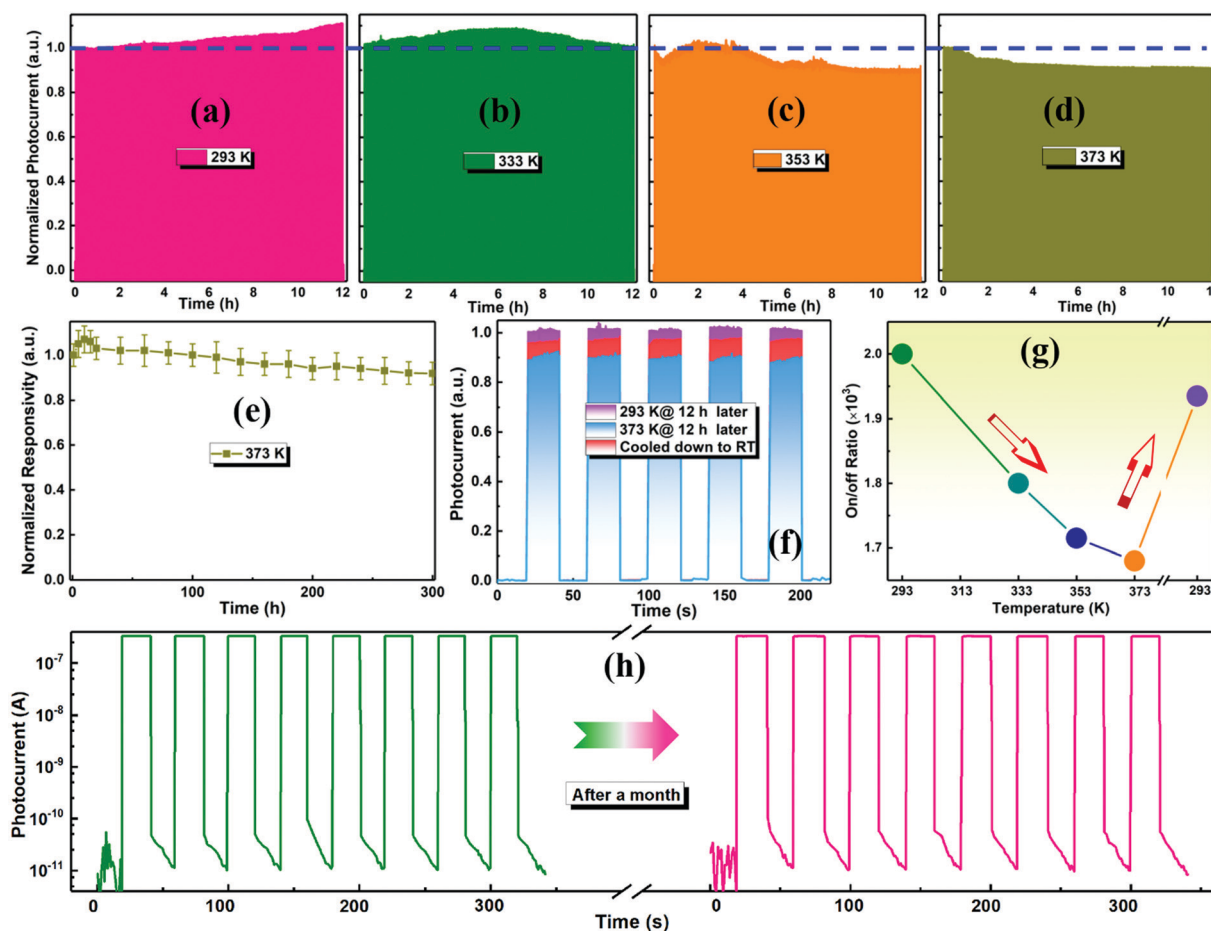 Normalized Photocurrent (a.u.)
1.0
0.8
0.6
0.4
0.2
0.0
(a)
293 K
0 2 4 6 8 10 12
Time (h)
(b)
333 K
0 2 4 6 8 10 12
Time (h)
(c)
353 K
0 2 4 6 8 10 12
Time (h)
(d)
373 K
0 2 4 6 8 10 12
Time (h)
Normalized Responsivity (a.u.)
1.0
0.8
0.6
0.4
0.2
0.0
(e)
373 K
0 60 120 180 240 300
Time (h)
Photocurrent (a.u.)
1.0
0.8
0.6
0.4
0.2
0.0
293 K@ 12 h later
373 K@ 12 h later
Cooled down to RT
(f)
0 50 100 150 200
Time (s)
On/off Ratio (×10³)
2.0
1.9
1.8
1.7
(g)
293 313 333 353 373 293
Temperature (K)
Photocurrent (A)
10⁻⁷
10⁻⁸
10⁻⁹
10⁻¹⁰
10⁻¹¹
(h)
After a month
0 100 200 300 0 100 200 300
Time (s)